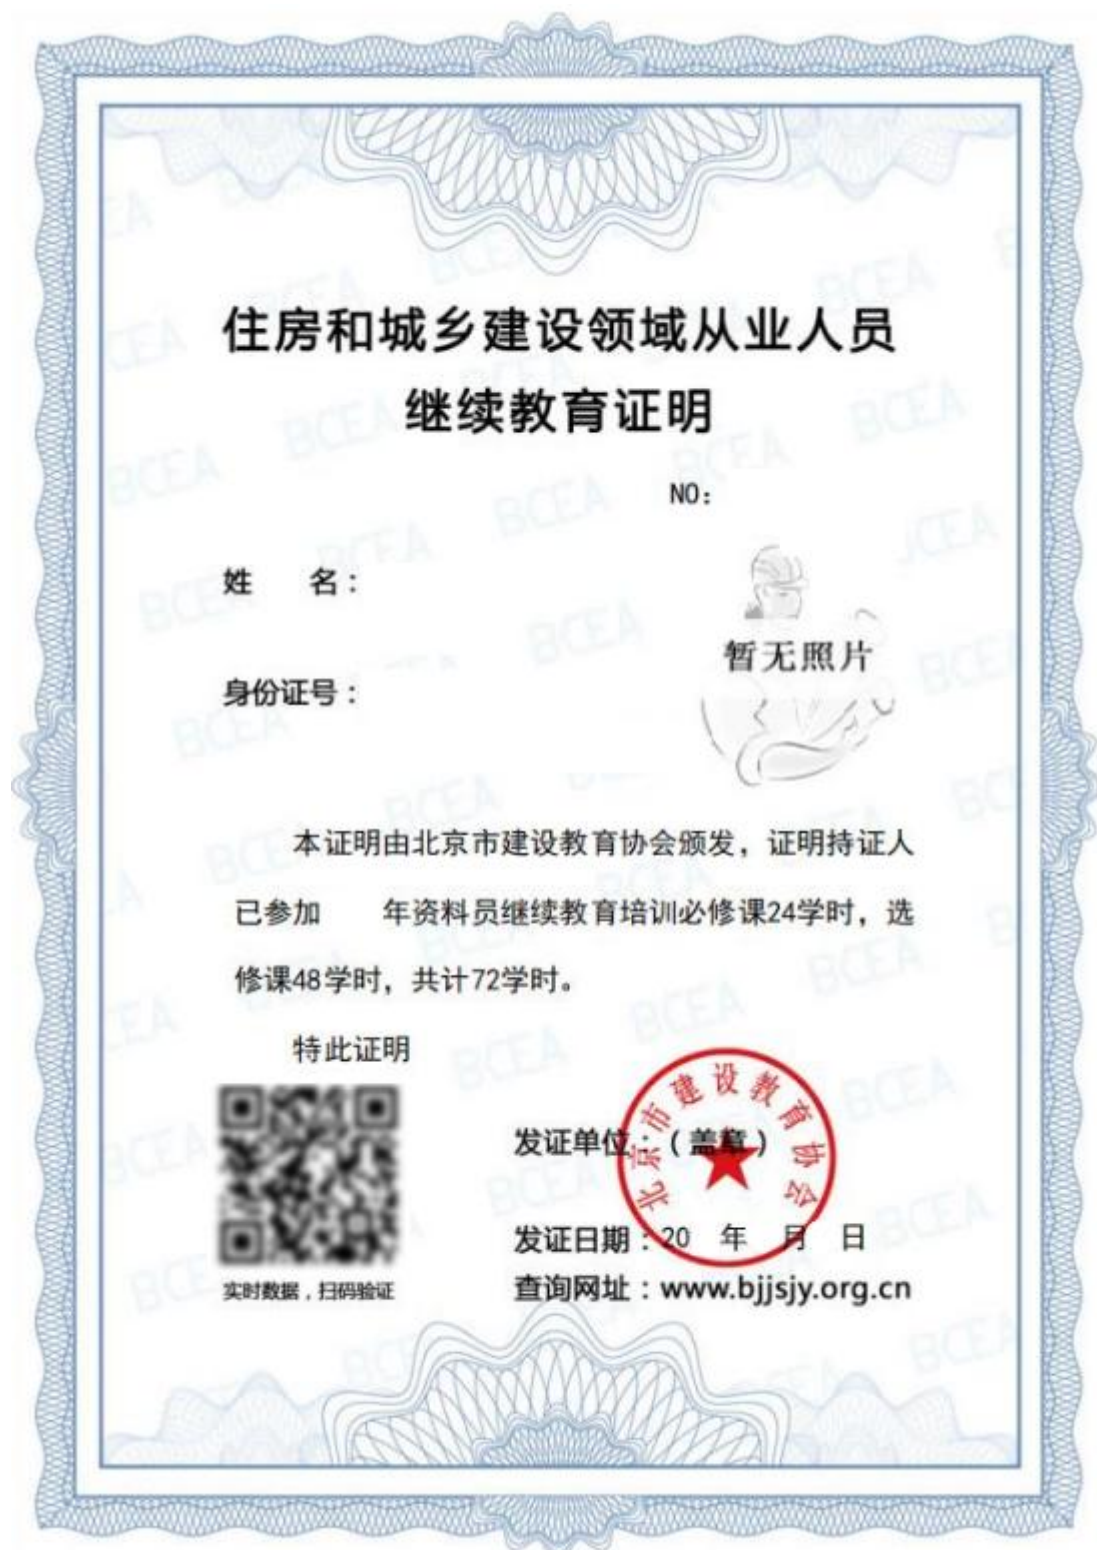 住房和城乡建设领域从业人员
继续教育证明
NO:
姓 名：
暂无照片
身份证号：
本证明由北京市建设教育协会颁发，证明持证人
已参加 年资料员继续教育培训必修课24学时，选
修课48学时，共计72学时。
特此证明
北京市建设教育协会
发证单位：（盖章）
发证日期：20 年 月 日
实时数据，扫码验证
查询网址：www.bjjsjy.org.cn
BCEA